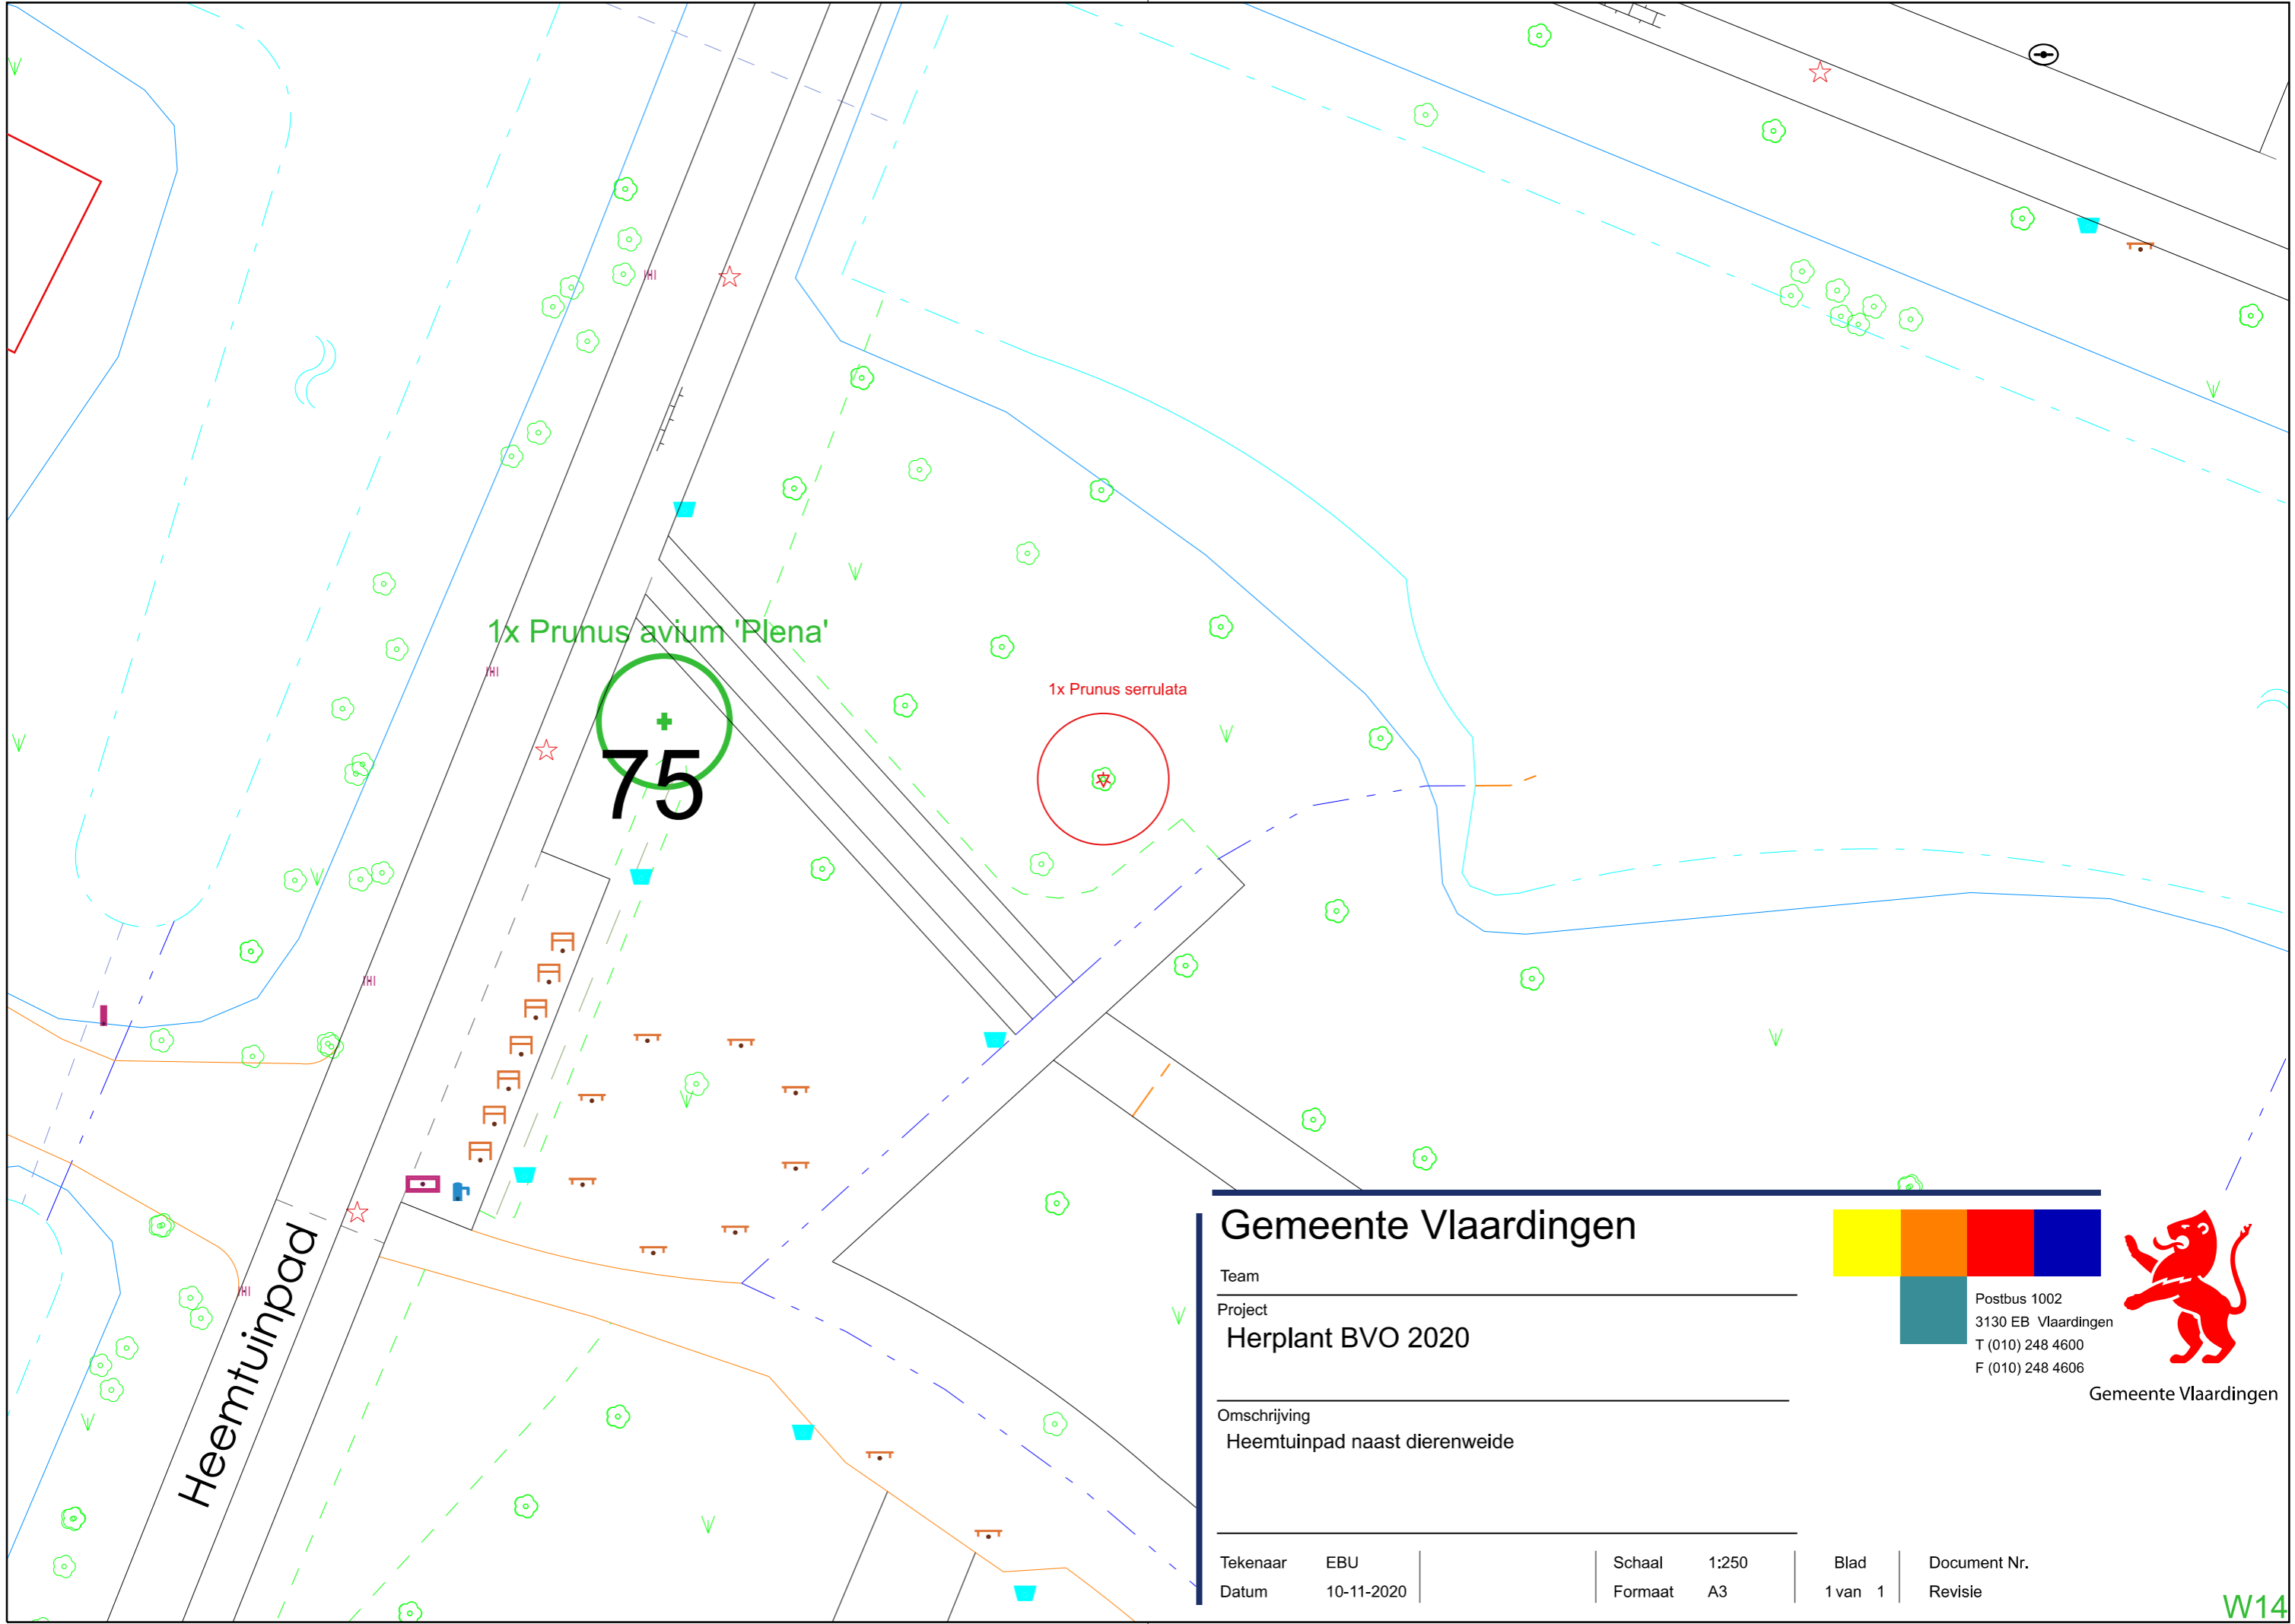 1x Prunus avium 'Plena'
1x Prunus serrulata
75
Heemtuinpad
Gemeente Vlaardingen
Team
Project
Herplant BVO 2020
Postbus 1002
3130 EB Vlaardingen
T (010) 248 4600
F (010) 248 4606
Gemeente Vlaardingen
Omschrijving
Heemtuinpad naast dierenweide
Tekenaar EBU Schaal 1:250 Blad Document Nr.
Datum 10-11-2020 Formaat A3 1 van 1 Revisie
W14